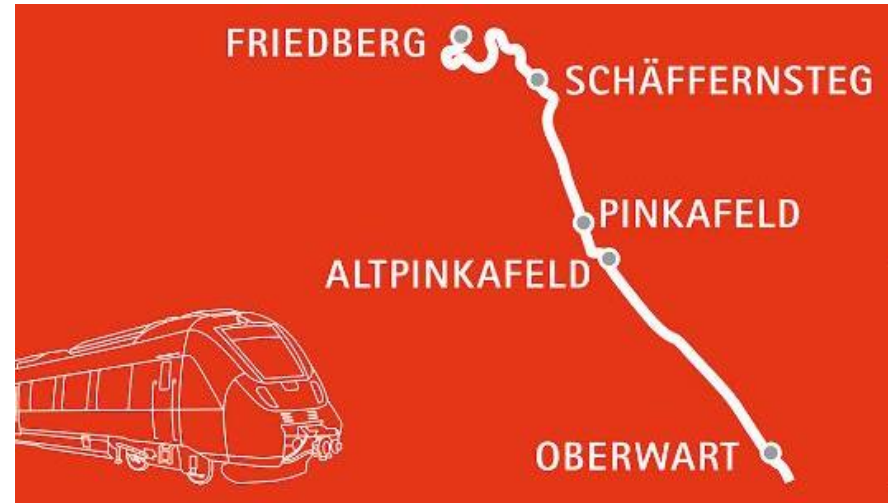 FRIEDBERG
SCHÄFFERNSTEG
PINKAFELD
ALTPINKAFELD
OBERWART